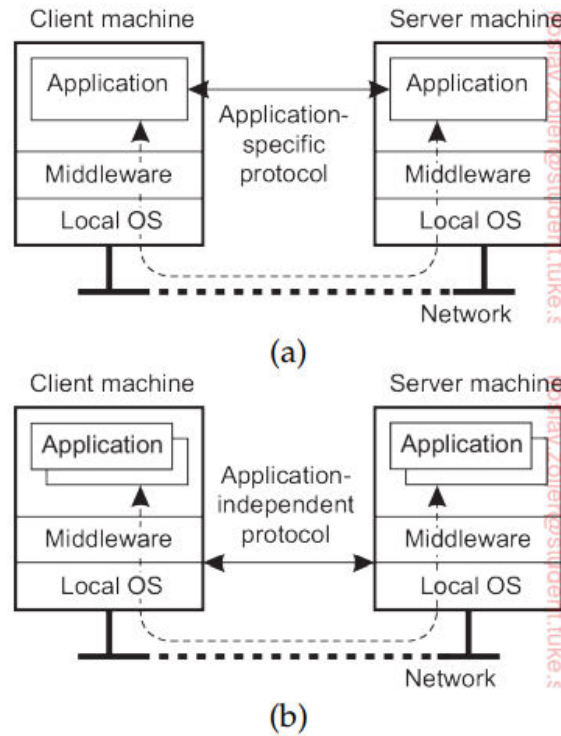 Client machine
Server machine
Application
Application
Application-
specific
protocol
Middleware
Middleware
Local OS
Local OS
Network
(a)
Client machine
Server machine
Application
Application
Application-
independent
protocol
Middleware
Middleware
Local OS
Local OS
Network
(b)